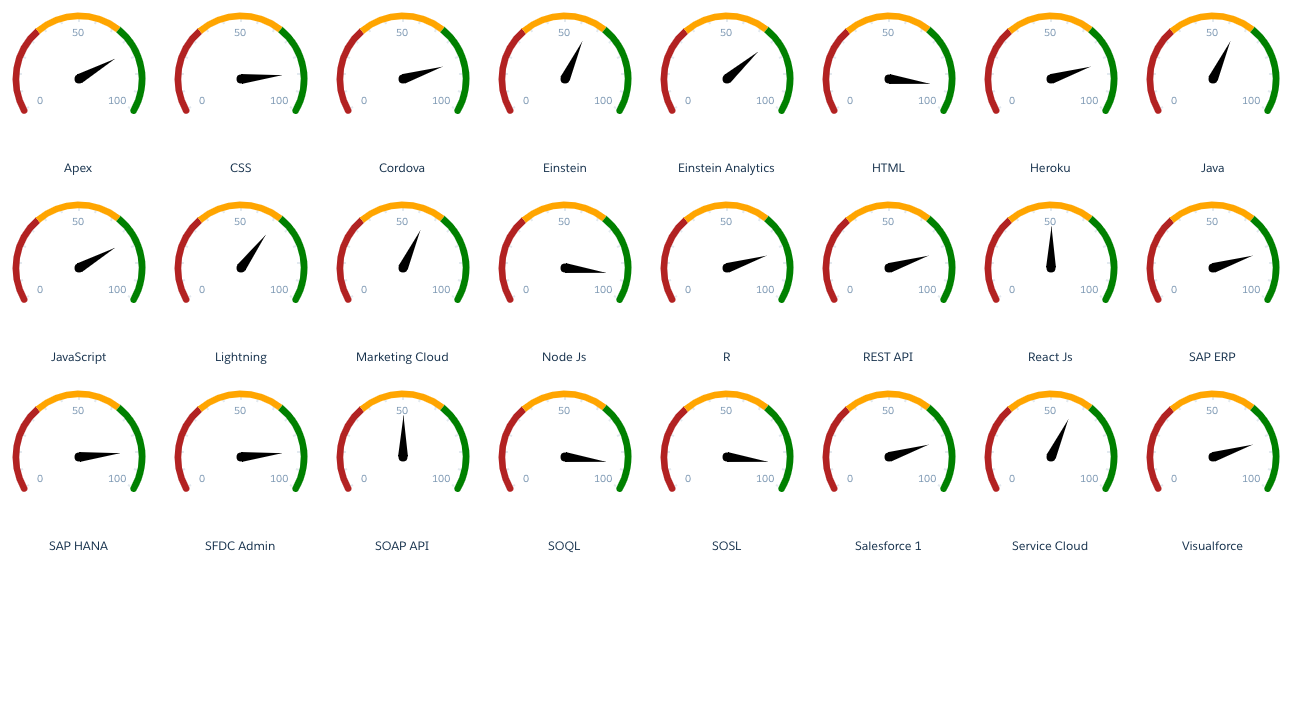 50 50 50 50 50 50 50 50
0 100 0 100 0 100 0 100 0 100 0 100 0 100 0 100
Apex CSS Cordova Einstein Einstein Analytics HTML Heroku Java
50 50 50 50 50 50 50 50
0 100 0 100 0 100 0 100 0 100 0 100 0 100 0 100
JavaScript Lightning Marketing Cloud Node Js R REST API React Js SAP ERP
50 50 50 50 50 50 50 50
0 100 0 100 0 100 0 100 0 100 0 100 0 100 0 100
SAP HANA SFDC Admin SOAP API SOQL SOSL Salesforce 1 Service Cloud Visualforce